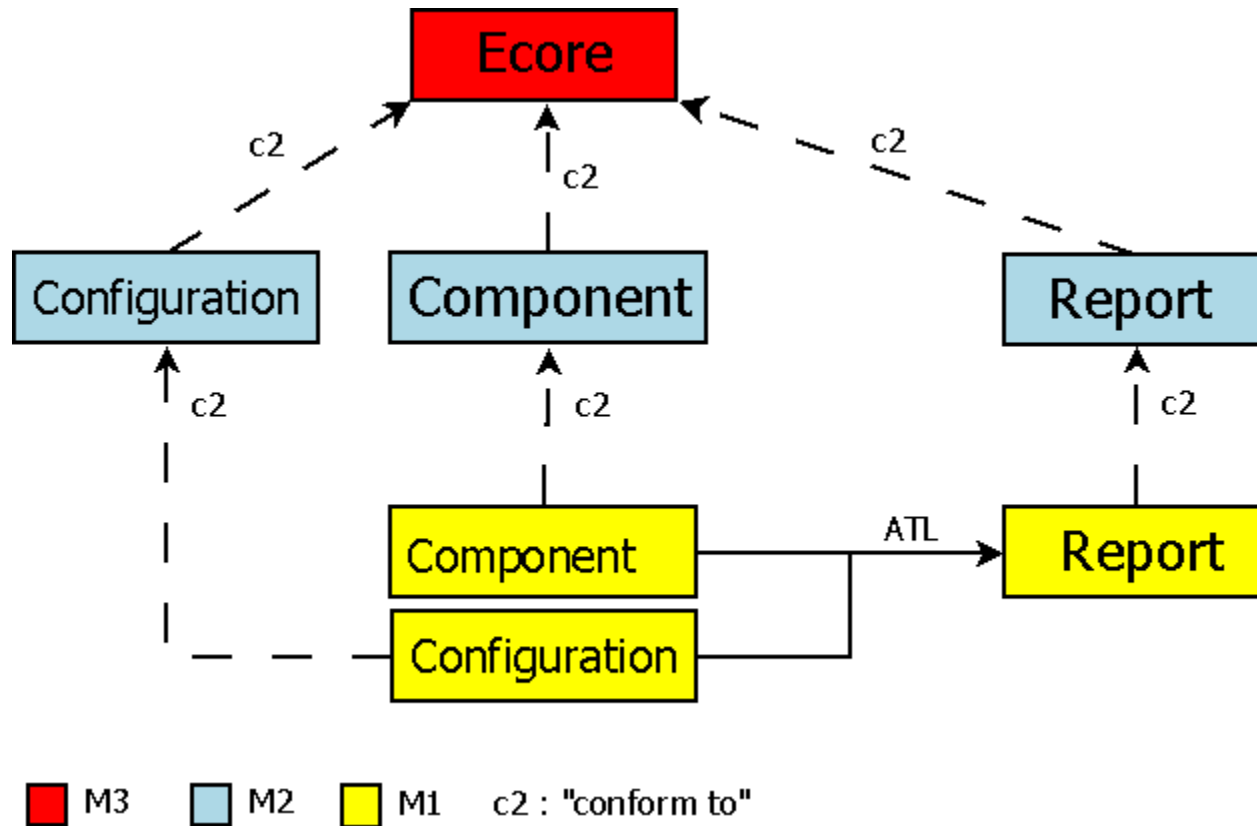 Ecore
c2
c2
c2
Configuration
Component
Report
c2
c2
c2
Component
ATL
Report
Configuration
M3
M2
M1
c2 : "conform to"